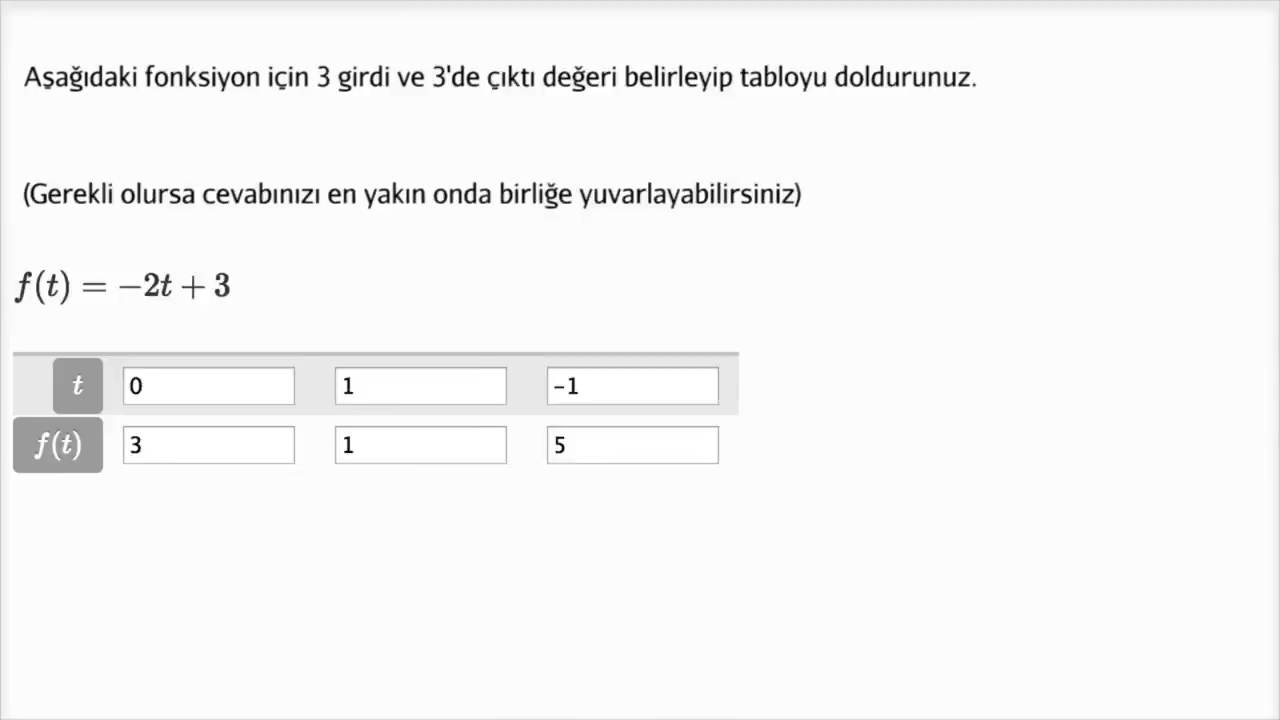 Aşağıdaki fonksiyon için 3 girdi ve 3'de çıktı değeri belirleyip tabloyu doldurunuz.
(Gerekli olursa cevabınızı en yakın onda birliğe yuvarlayabilirsiniz)
f(t) = −2t + 3
t 0 1 −1
f(t) 3 1 5